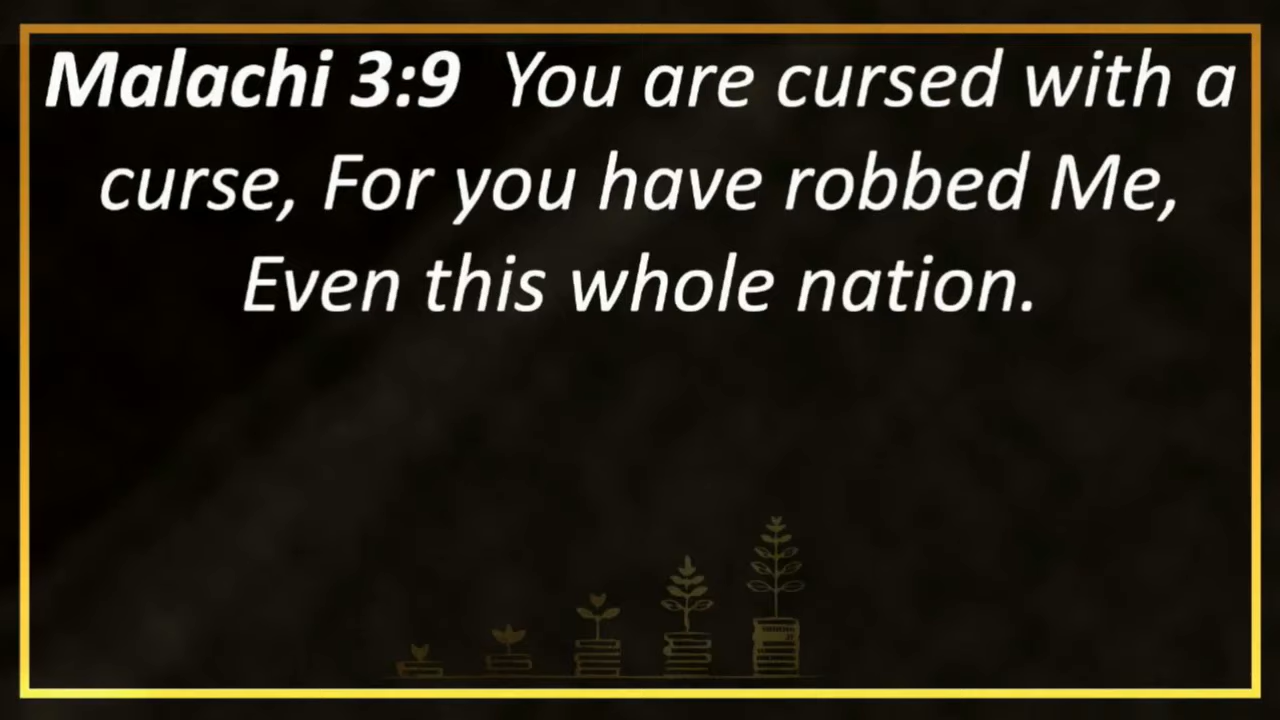 Malachi 3:9 You are cursed with a
curse, For you have robbed Me,
Even this whole nation.